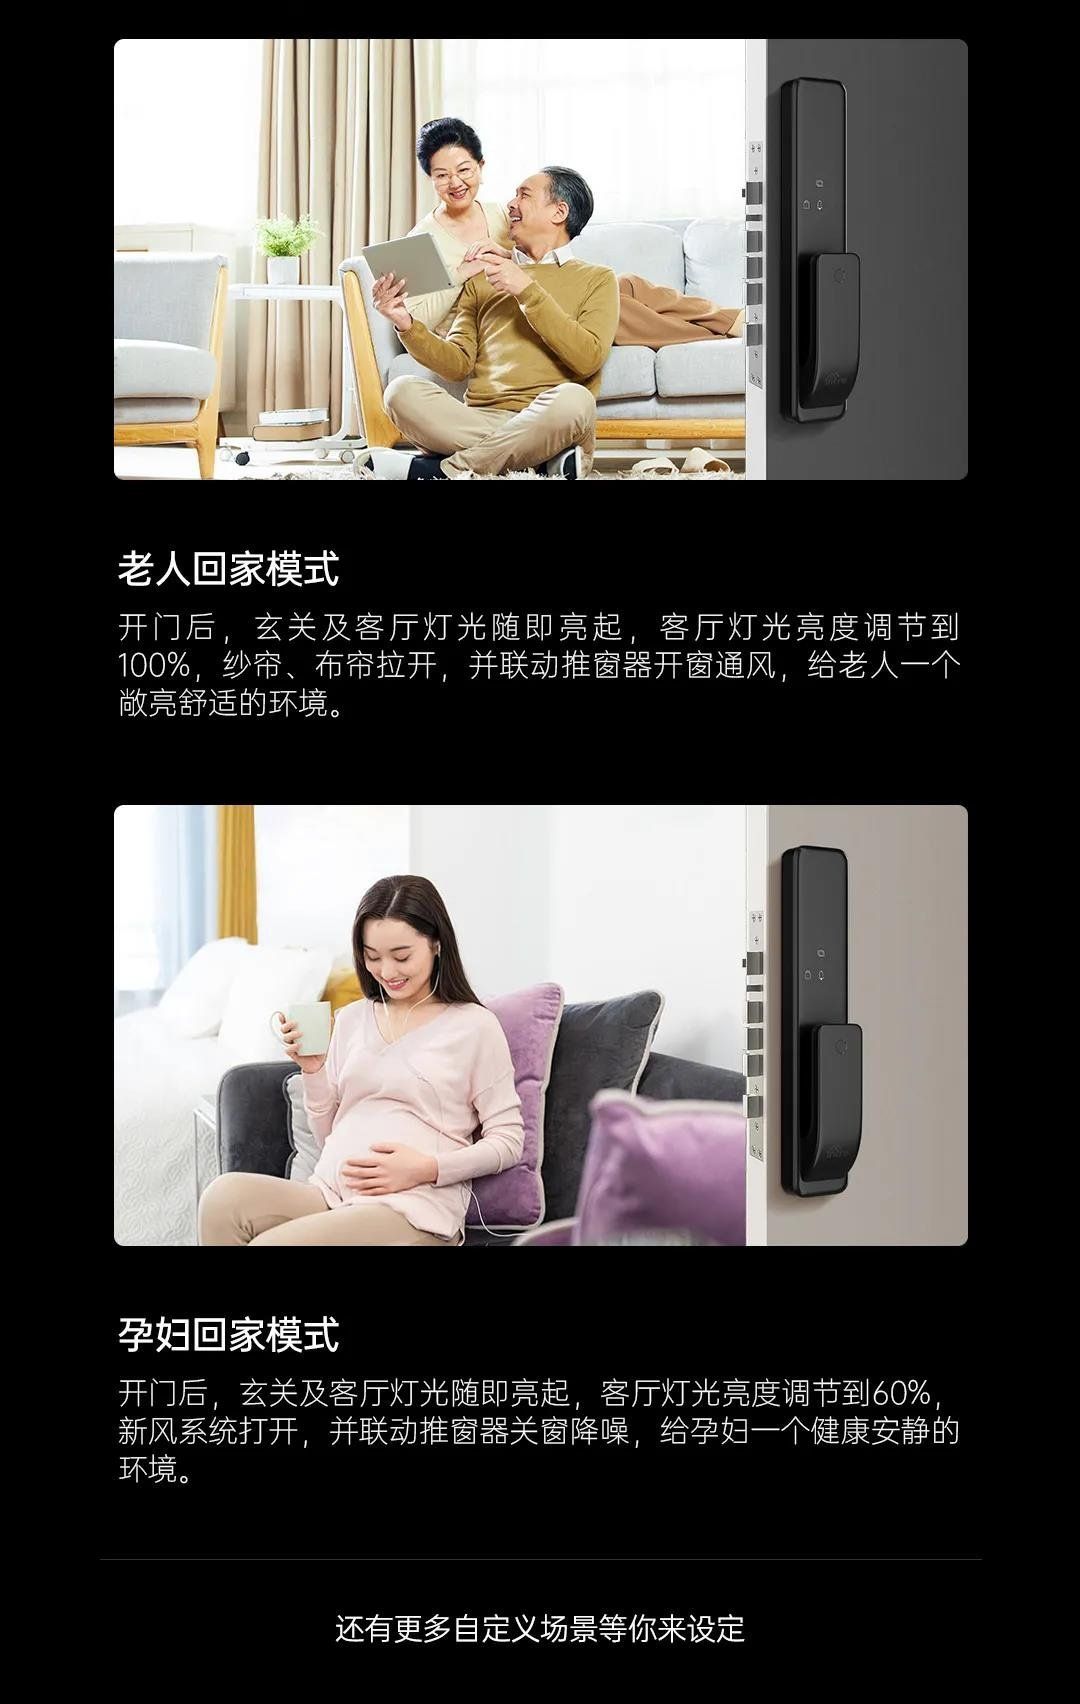 老人回家模式
开门后，玄关及客厅灯光随即亮起，客厅灯光亮度调节到
100%，纱帘、布帘拉开，并联动推窗器开窗通风，给老人一个
敞亮舒适的环境。
孕妇回家模式
开门后，玄关及客厅灯光随即亮起，客厅灯光亮度调节到60%，
新风系统打开，并联动推窗器关窗降噪，给孕妇一个健康安静的
环境。
还有更多自定义场景等你来设定